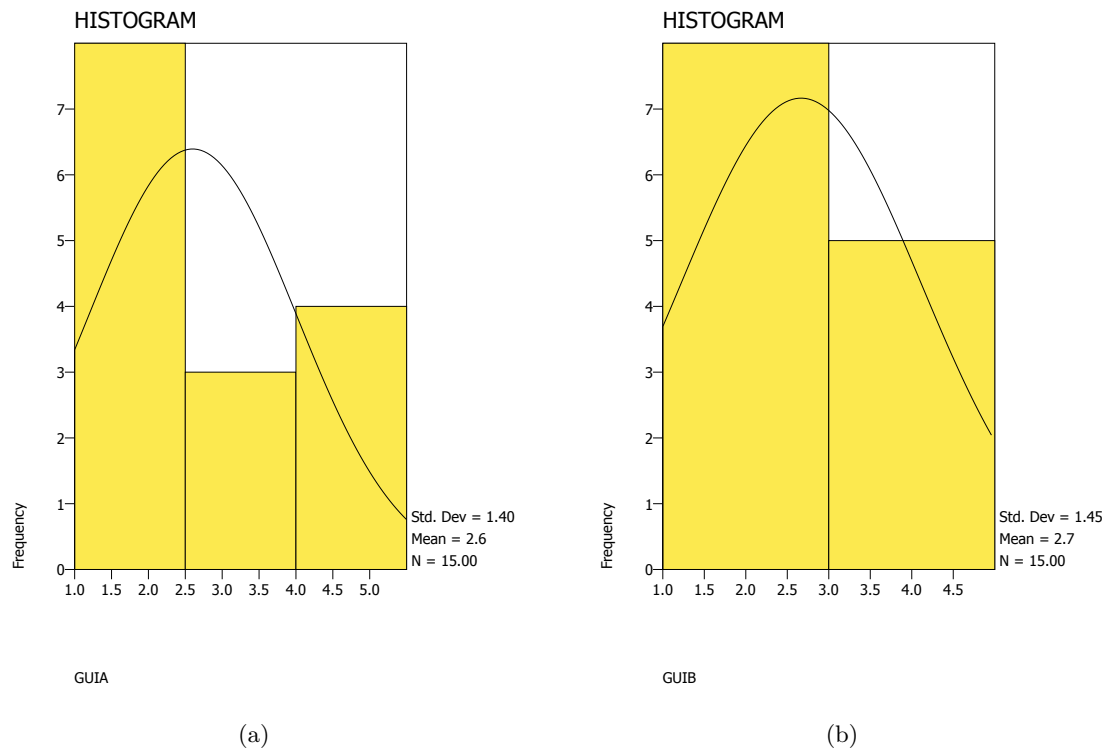 HISTOGRAM
7
6
5
4
3
2
1
0
Frequency
1.0 1.5 2.0 2.5 3.0 3.5 4.0 4.5 5.0
Std. Dev = 1.40
Mean = 2.6
N = 15.00
GUIA
(a)
HISTOGRAM
7
6
5
4
3
2
1
0
Frequency
1.0 1.5 2.0 2.5 3.0 3.5 4.0 4.5
Std. Dev = 1.45
Mean = 2.7
N = 15.00
GUIB
(b)